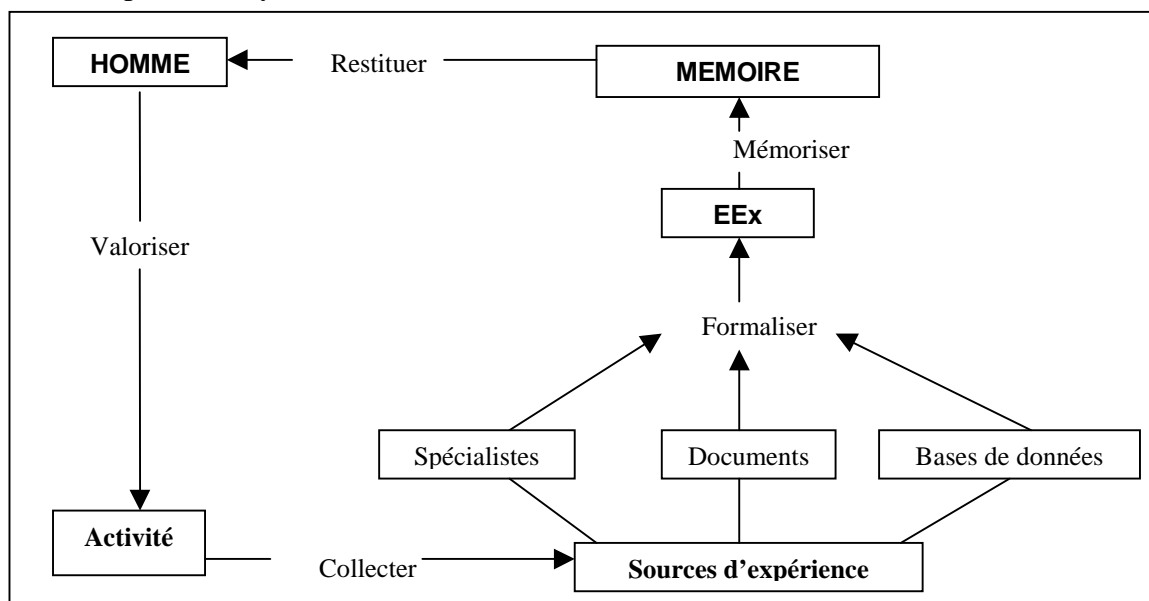 HOMME
Restituer
MEMOIRE
Mémoriser
EEx
Valoriser
Formaliser
Spécialistes
Documents
Bases de données
Activité
Collecter
Sources d’expérience